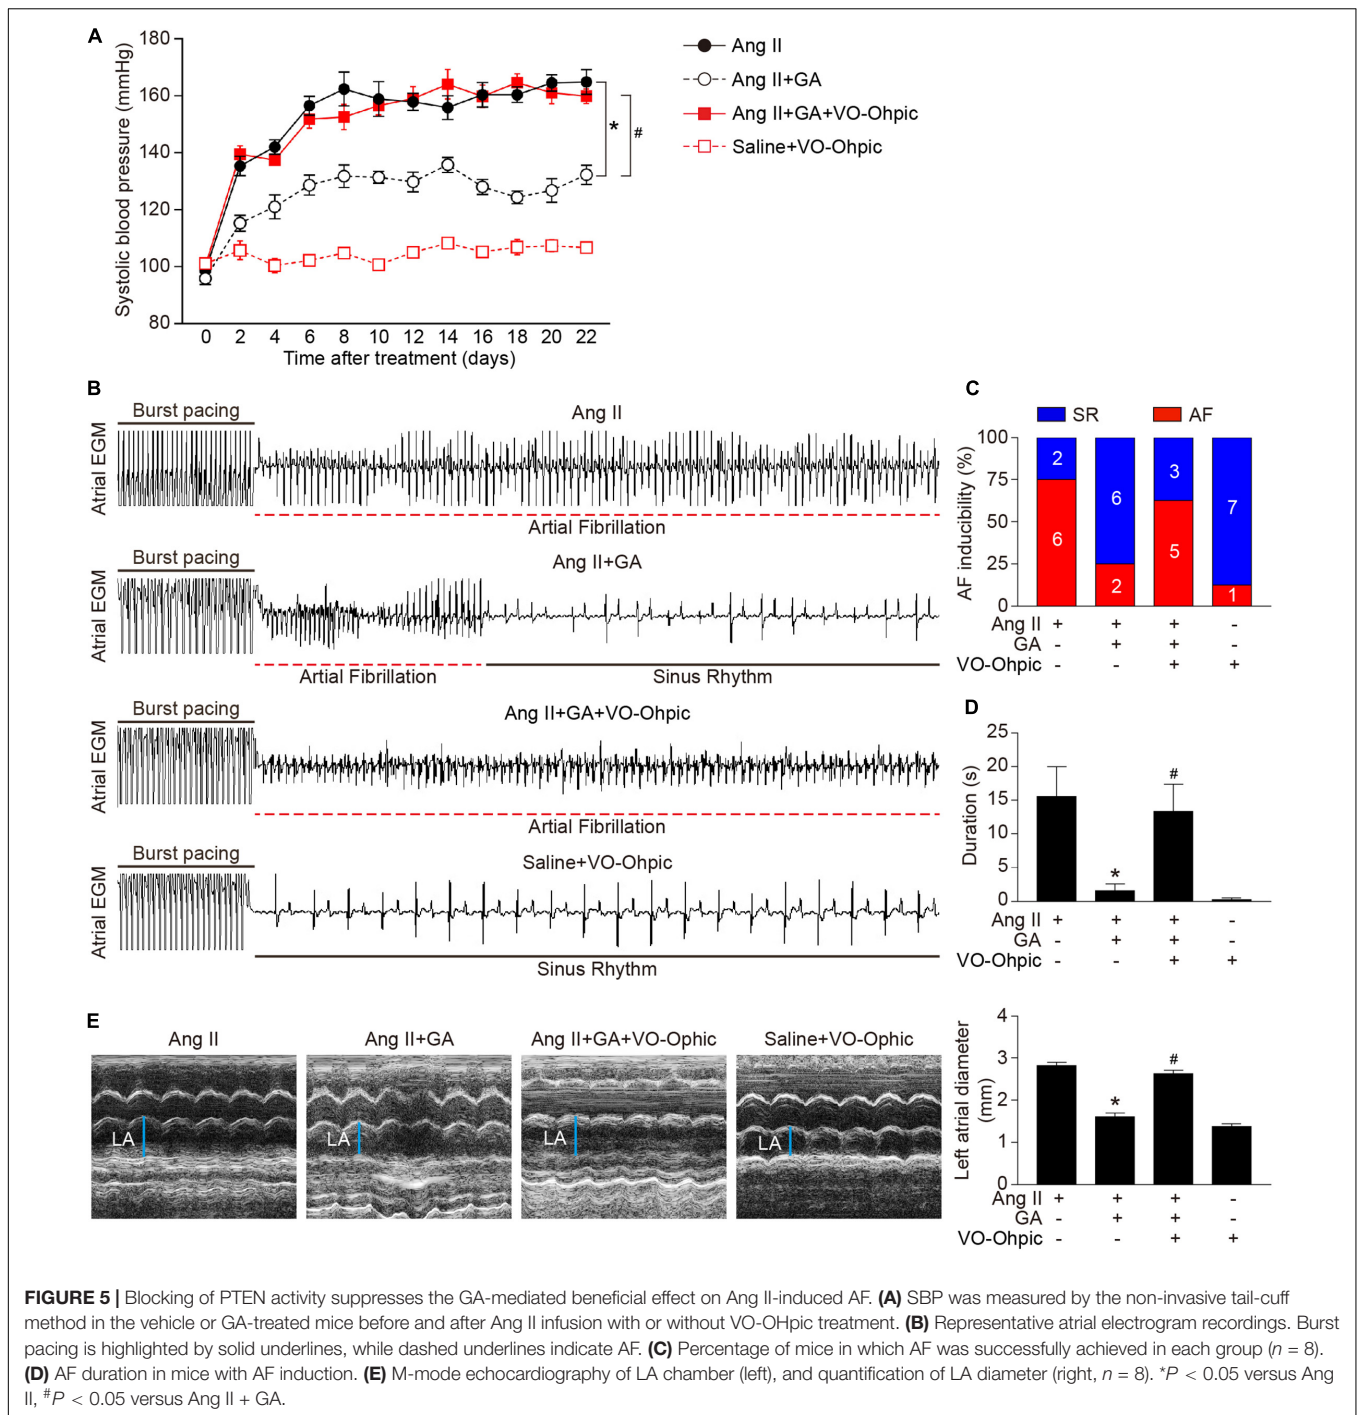 A
Systolic blood pressure (mmHg)
180
160
140
120
100
80
0 2 4 6 8 10 12 14 16 18 20 22
Time after treatment (days)
* #
Ang II
Ang II+GA
Ang II+GA+VO-Ohpic
Saline+VO-Ohpic
B
Burst pacing
Ang II
Atrial EGM
Artial Fibrillation
Burst pacing
Ang II+GA
Atrial EGM
Artial Fibrillation
Sinus Rhythm
Burst pacing
Ang II+GA+VO-Ohpic
Atrial EGM
Artial Fibrillation
Burst pacing
Saline+VO-Ohpic
Atrial EGM
Sinus Rhythm
C
SR AF
AF inducibility (%)
100
75
50
25
0
2 6 3 7
6 2 5 1
Ang II + + + -
GA - + + -
VO-Ohpic - - + +
D
Duration (s)
25
20
15
10
5
0
* #
Ang II + + + -
GA - + + -
VO-Ohpic - - + +
E
Ang II
LA
Ang II+GA
LA
Ang II+GA+VO-Ophic
LA
Saline+VO-Ophic
LA
Left atrial diameter
(mm)
4
3
2
1
0
* #
Ang II + + + -
GA - + + -
VO-Ohpic - - + +
FIGURE 5 | Blocking of PTEN activity suppresses the GA-mediated beneficial effect on Ang II-induced AF. (A) SBP was measured by the non-invasive tail-cuff
method in the vehicle or GA-treated mice before and after Ang II infusion with or without VO-OHpic treatment. (B) Representative atrial electrogram recordings. Burst
pacing is highlighted by solid underlines, while dashed underlines indicate AF. (C) Percentage of mice in which AF was successfully achieved in each group (n = 8).
(D) AF duration in mice with AF induction. (E) M-mode echocardiography of LA chamber (left), and quantification of LA diameter (right, n = 8). *P < 0.05 versus Ang
II, #P < 0.05 versus Ang II + GA.